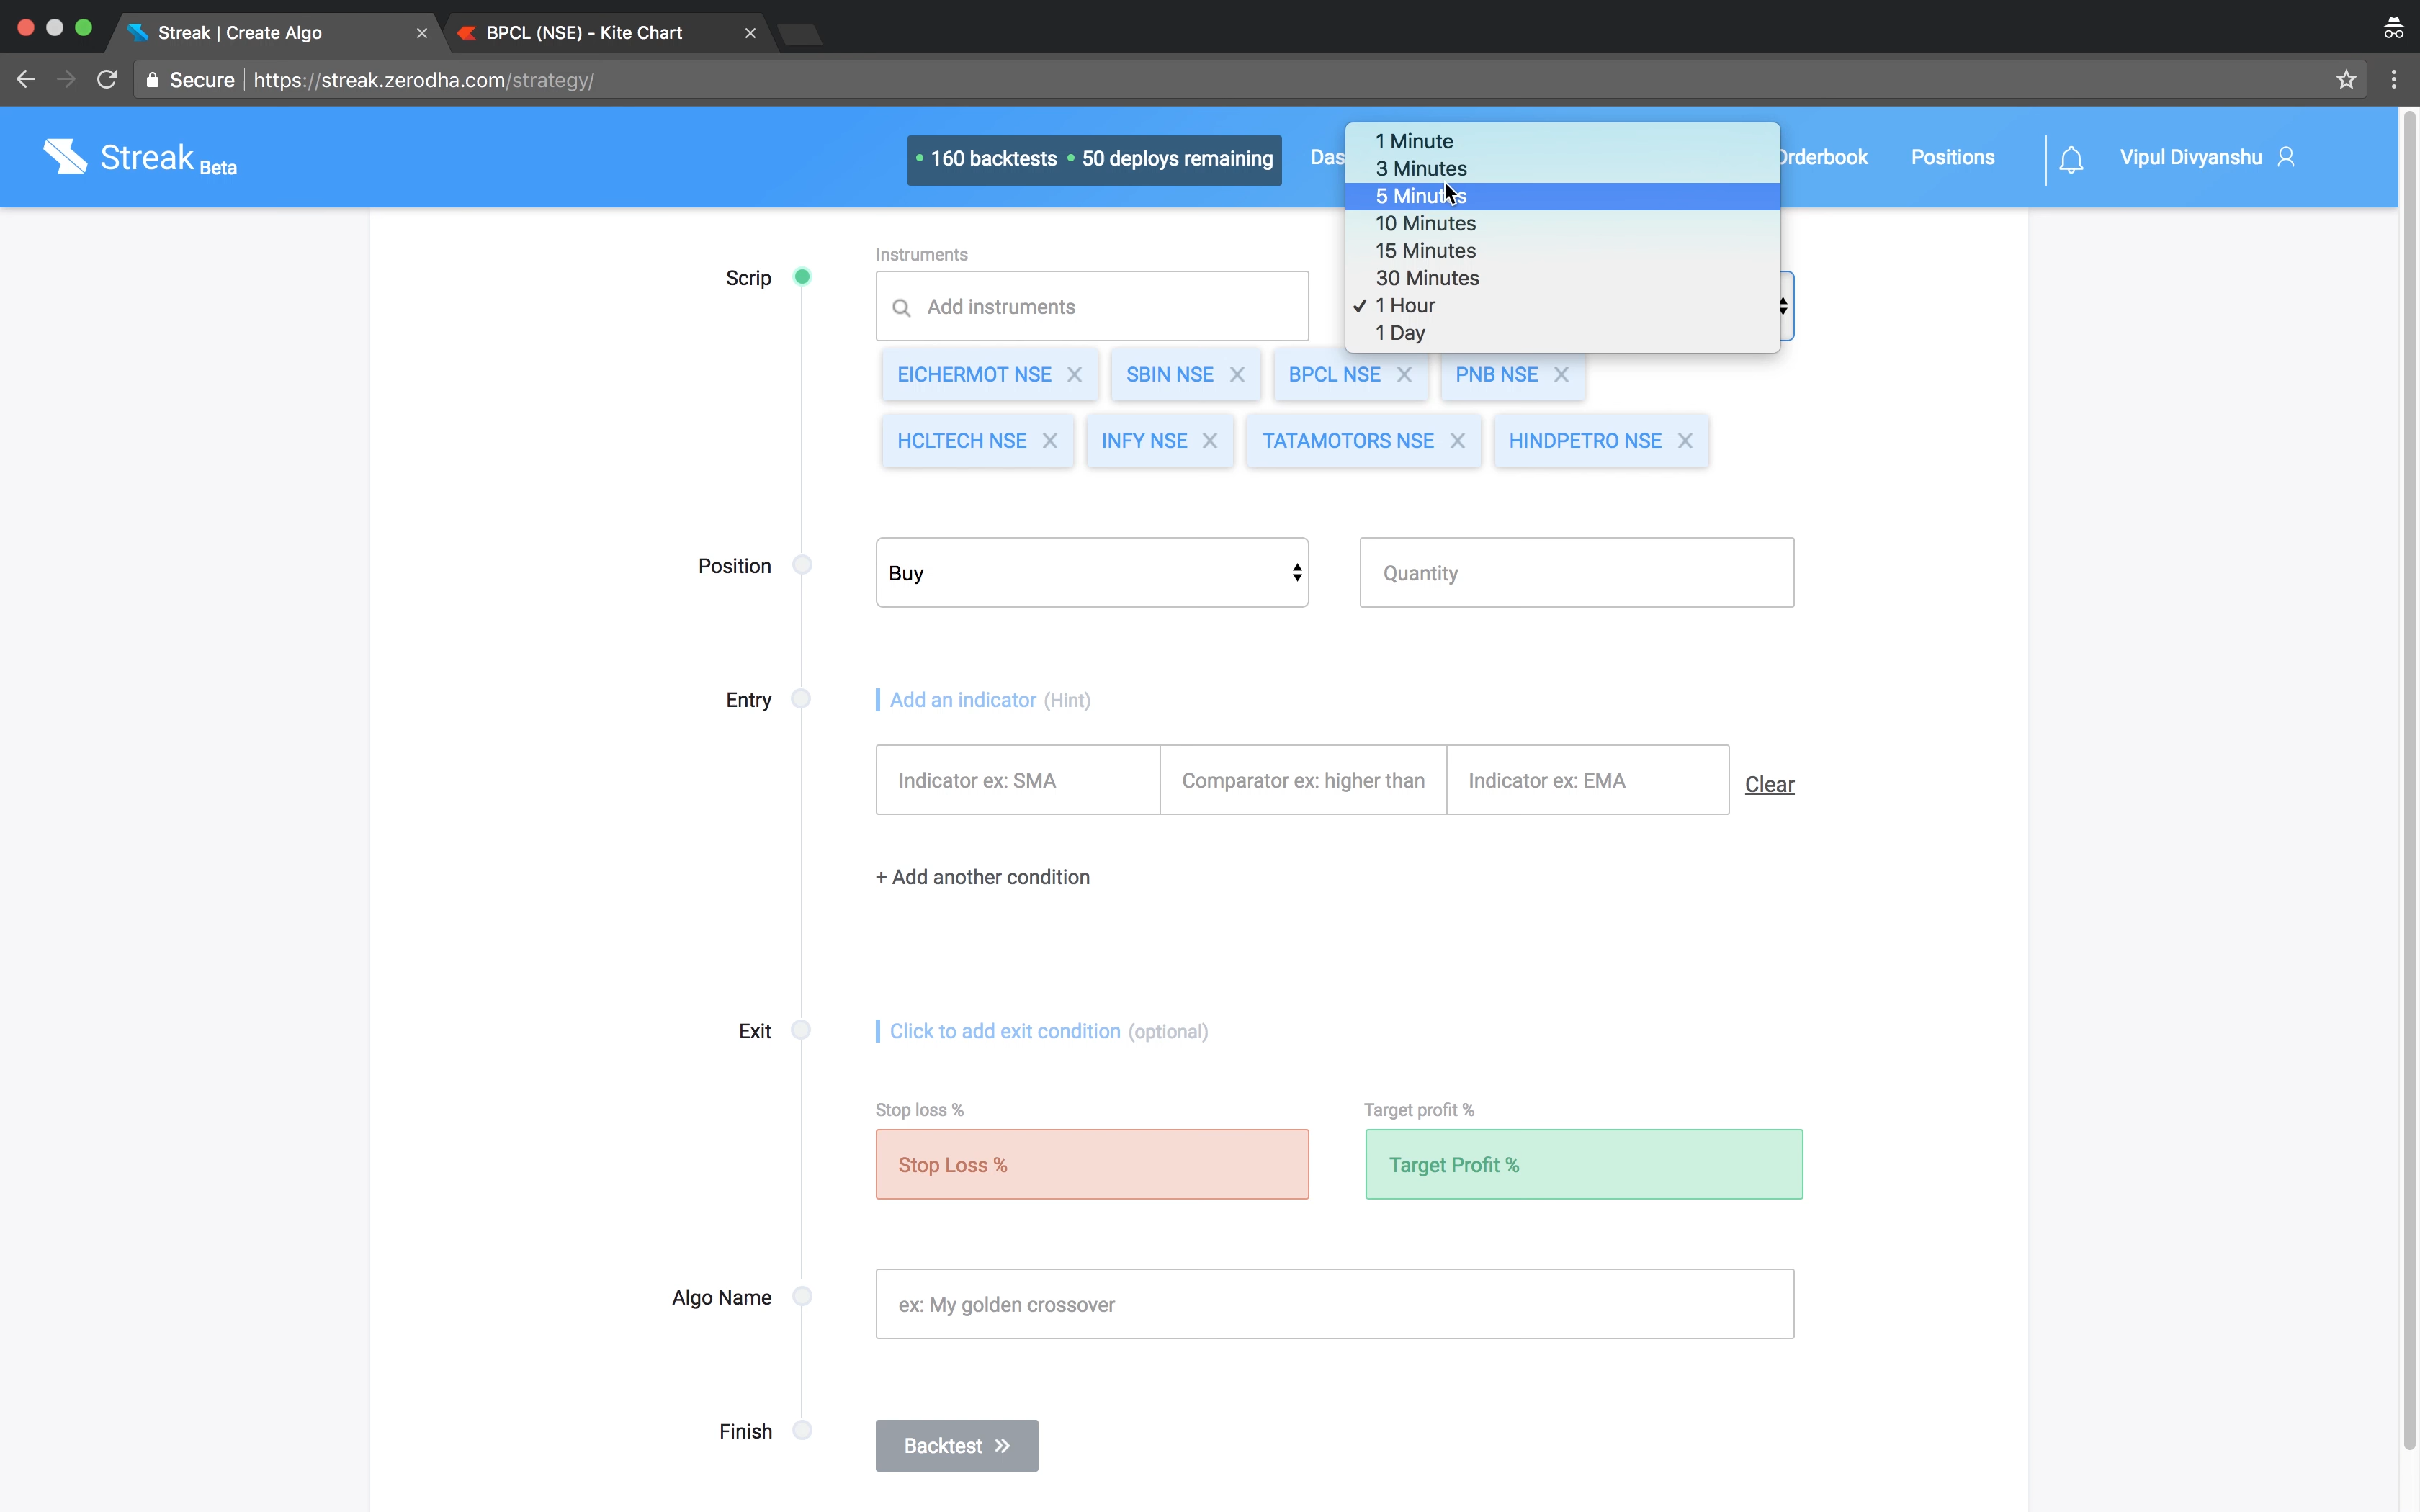 Streak | Create Algo
BPCL (NSE) - Kite Chart
Secure
https://streak.zerodha.com/strategy/
Streak Beta
• 160 backtests • 50 deploys remaining
Positions
Vipul Divyanshu
1 Minute
3 Minutes
5 Minutes
10 Minutes
15 Minutes
30 Minutes
✓ 1 Hour
1 Day
Scrip
Instruments
Add instruments
EICHERMOT NSE X
SBIN NSE X
BPCL NSE X
PNB NSE X
HCLTECH NSE X
INFY NSE X
TATAMOTORS NSE X
HINDPETRO NSE X
Position
Buy
Quantity
Entry
Add an indicator (Hint)
Indicator ex: SMA
Comparator ex: higher than
Indicator ex: EMA
Clear
+ Add another condition
Exit
Click to add exit condition (optional)
Stop loss %
Target profit %
Stop Loss %
Target Profit %
Algo Name
ex: My golden crossover
Finish
Backtest »